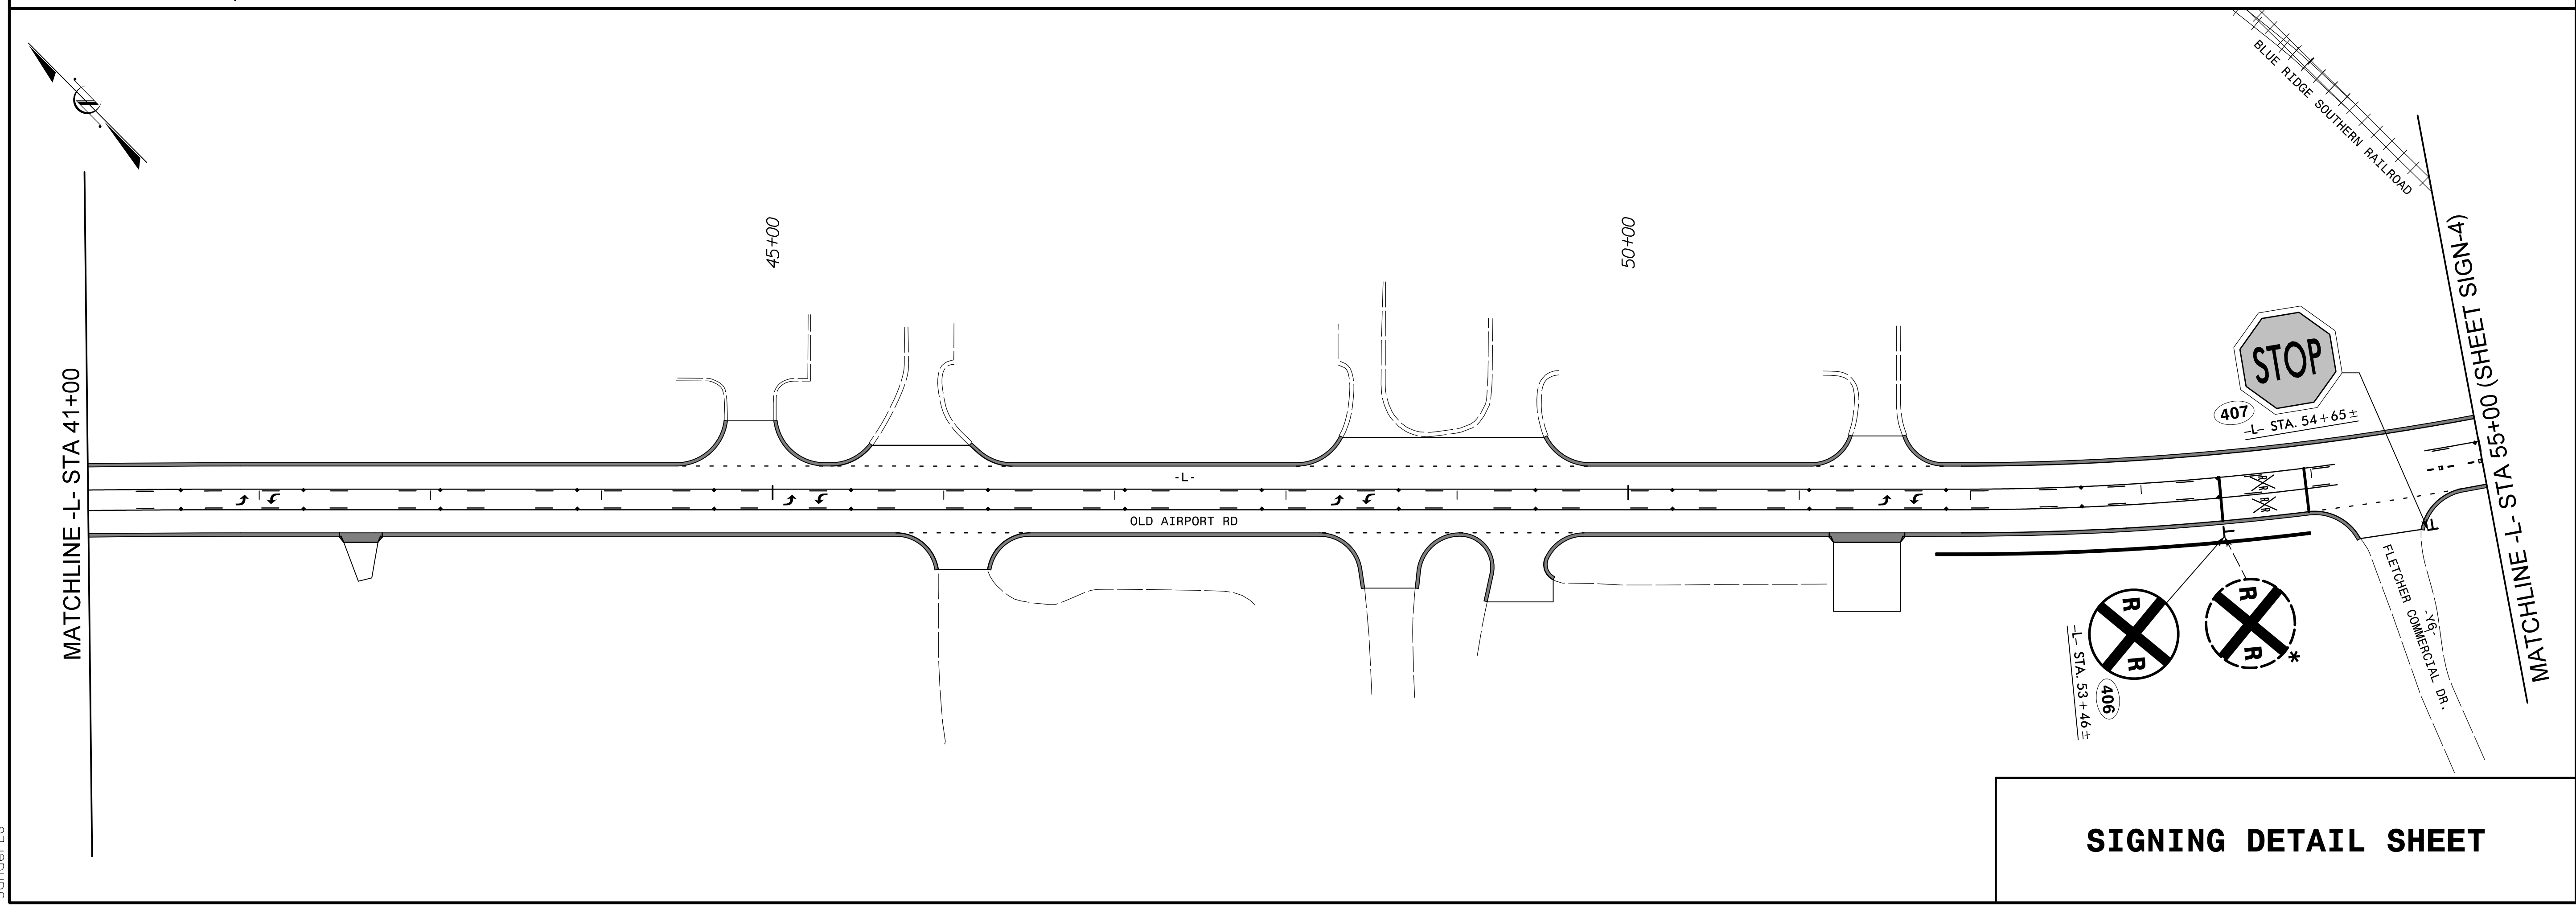 BLUE RIDGE SOUTHERN RAILROAD
MATCHLINE -L- STA 41+00
45+00
50+00
MATCHLINE -L- STA 55+00 (SHEET SIGN-4)
STOP
407
-L- STA. 54+65±
-L-
OLD AIRPORT RD
R R
R R
R
R
R
R
*
406
-L- STA. 53+46±
-Y6-
FLETCHER COMMERCIAL DR.
SIGNING DETAIL SHEET